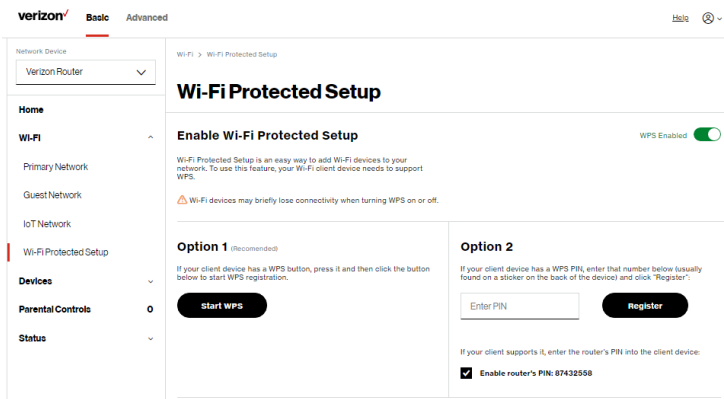 verizon✓ Basic Advanced Help
Network Device
Verizon Router
Home
Wi-Fi
Primary Network
Guest Network
IoT Network
Wi-Fi Protected Setup
Devices
Parental Controls 0
Status
Wi-Fi > Wi-Fi Protected Setup
Wi-Fi Protected Setup
Enable Wi-Fi Protected Setup
WPS Enabled
Wi-Fi Protected Setup is an easy way to add Wi-Fi devices to your
network. To use this feature, your Wi-Fi client device needs to support
WPS.
Wi-Fi devices may briefly lose connectivity when turning WPS on or off.
Option 1 (Recomended)
If your client device has a WPS button, press it and then click the button
below to start WPS registration.
Start WPS
Option 2
If your client device has a WPS PIN, enter that number below (usually
found on a sticker on the back of the device) and click "Register":
Enter PIN
Register
If your client supports it, enter the router's PIN into the client device:
Enable router's PIN: 87432558